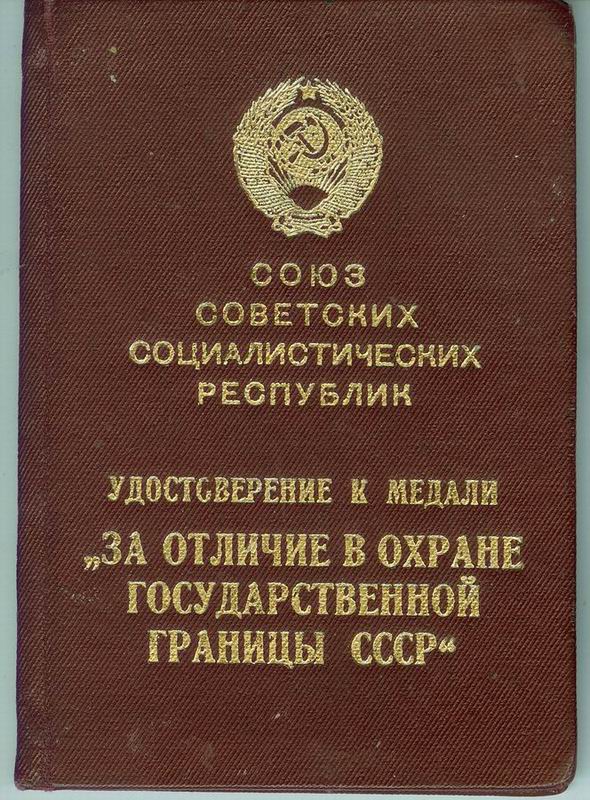 СОЮЗ
СОВЕТСКИХ
СОЦИАЛИСТИЧЕСКИХ
РЕСПУБЛИК
УДОСТОВЕРЕНИЕ К МЕДАЛИ
„ЗА ОТЛИЧИЕ В ОХРАНЕ
ГОСУДАРСТВЕННОЙ
ГРАНИЦЫ СССР“